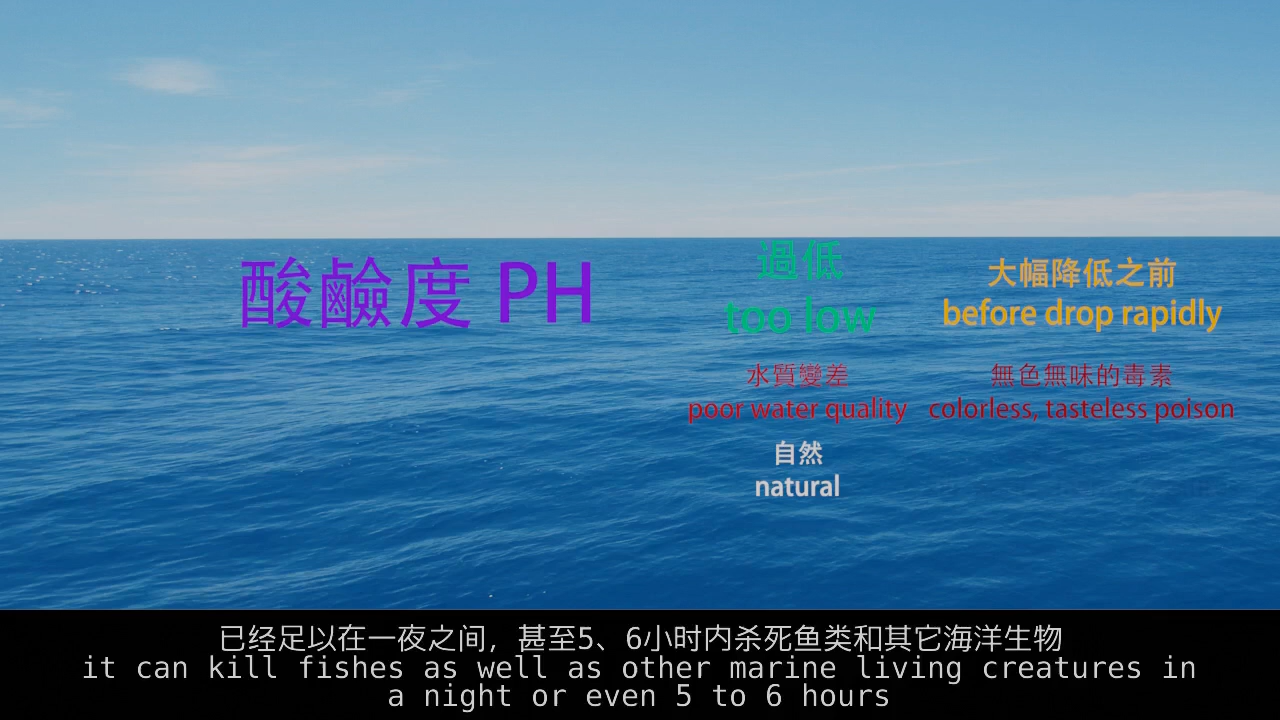 酸鹼度 PH
過低
too low
大幅降低之前
before drop rapidly
水質變差
poor water quality
無色無味的毒素
colorless, tasteless poison
自然
natural
已经足以在一夜之间，甚至5、6小时内杀死鱼类和其它海洋生物
it can kill fishes as well as other marine living creatures in
a night or even 5 to 6 hours